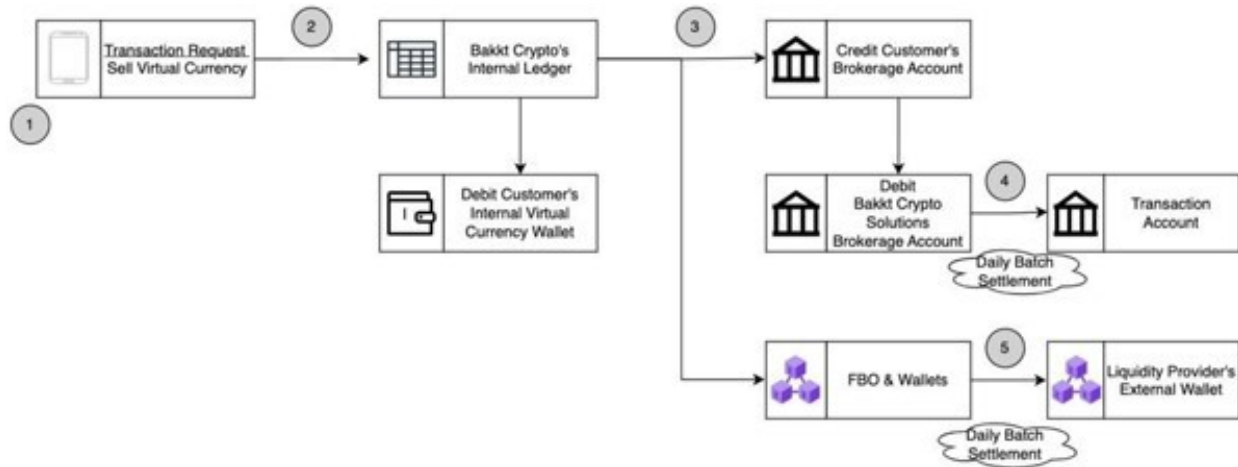 Transaction Request
Sell Virtual Currency
1
2
Bakkt Crypto's
Internal Ledger
3
Credit Customer's
Brokerage Account
Debit Customer's
Internal Virtual
Currency Wallet
Debit
Bakkt Crypto
Solutions
Brokerage Account
4
Transaction
Account
Daily Batch
Settlement
FBO & Wallets
5
Liquidity Provider's
External Wallet
Daily Batch
Settlement